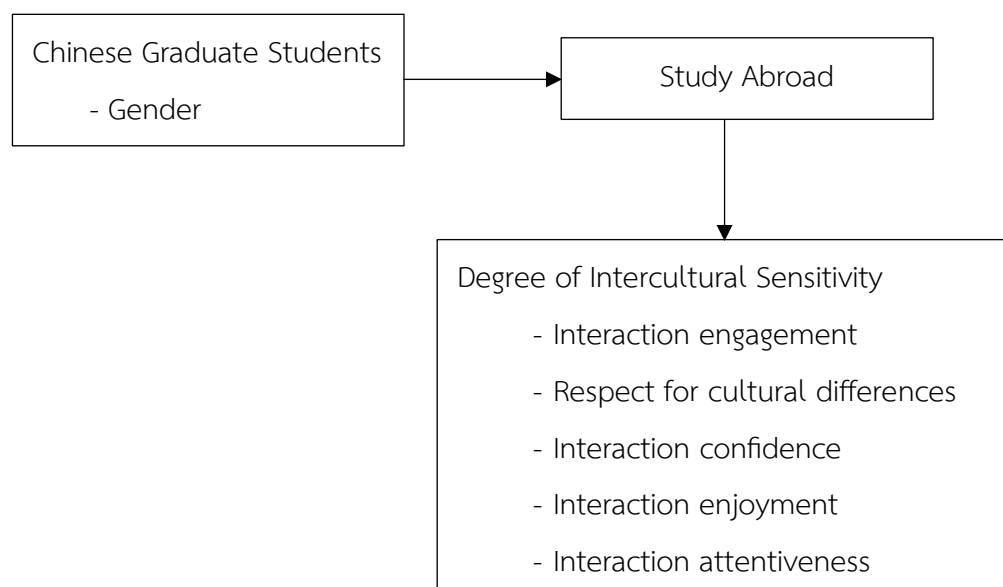 Chinese Graduate Students
- Gender
Study Abroad
Degree of Intercultural Sensitivity
- Interaction engagement
- Respect for cultural differences
- Interaction confidence
- Interaction enjoyment
- Interaction attentiveness